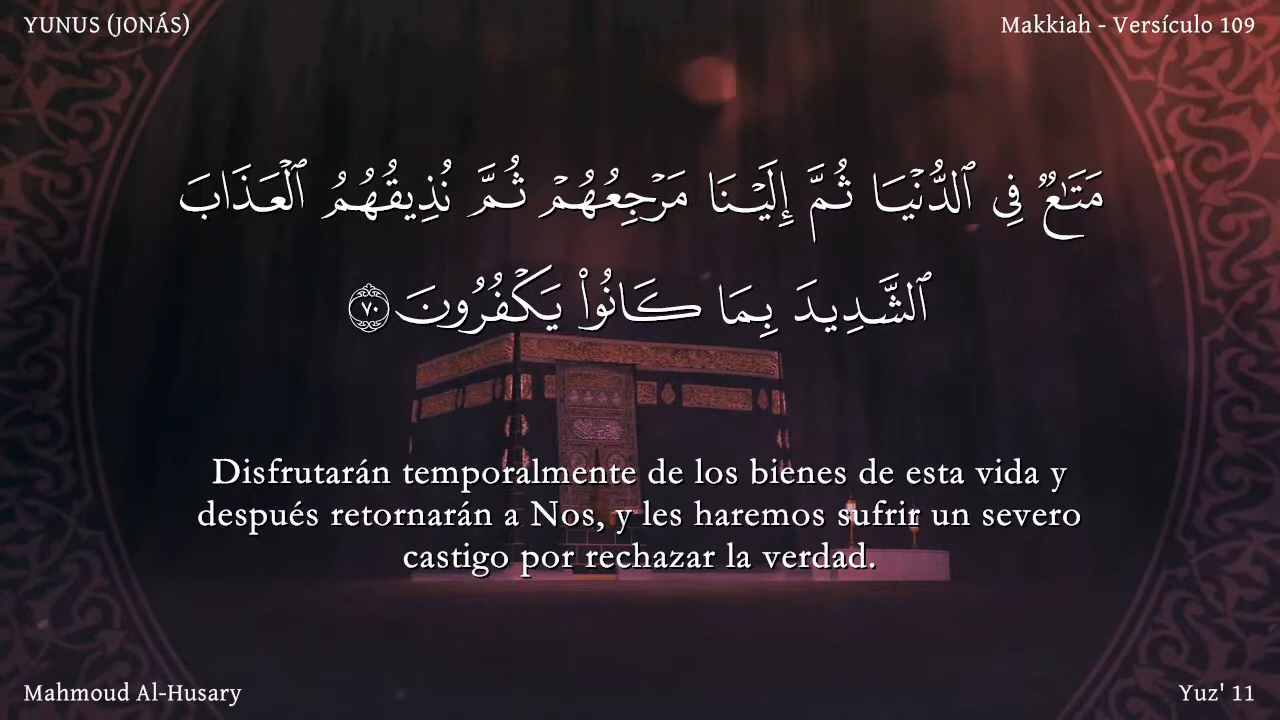 YUNUS (JONÁS)
Makkiah - Versículo 109
مَتَـٰعٌۭ فِى ٱلدُّنْيَا ثُمَّ إِلَيْنَا مَرْجِعُهُمْ ثُمَّ نُذِيقُهُمُ ٱلْعَذَابَ
ٱلشَّدِيدَ بِمَا كَانُوا۟ يَكْفُرُونَ ٧٠
Disfrutarán temporalmente de los bienes de esta vida y
después retornarán a Nos, y les haremos sufrir un severo
castigo por rechazar la verdad.
Mahmoud Al-Husary
Yuz' 11